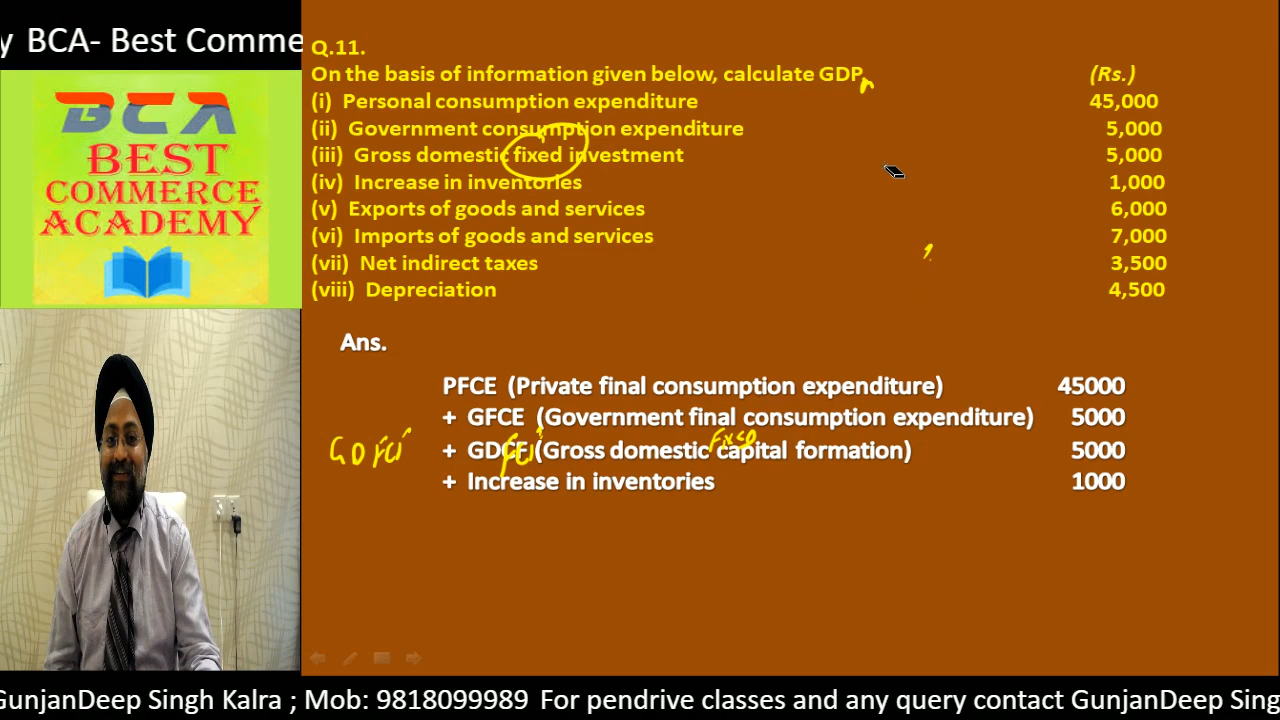 y BCA- Best Comme
BCA
BEST
COMMERCE
ACADEMY
Q.11.
On the basis of information given below, calculate GDP (Rs.)
(i) Personal consumption expenditure 45,000
(ii) Government consumption expenditure 5,000
(iii) Gross domestic fixed investment 5,000
(iv) Increase in inventories 1,000
(v) Exports of goods and services 6,000
(vi) Imports of goods and services 7,000
(vii) Net indirect taxes 3,500
(viii) Depreciation 4,500
Ans.
PFCE (Private final consumption expenditure) 45000
+ GFCE (Government final consumption expenditure) 5000
Fixed
+ GDCF (Gross domestic capital formation) 5000
+ Increase in inventories 1000
GunjanDeep Singh Kalra ; Mob: 9818099989 For pendrive classes and any query contact GunjanDeep Sing